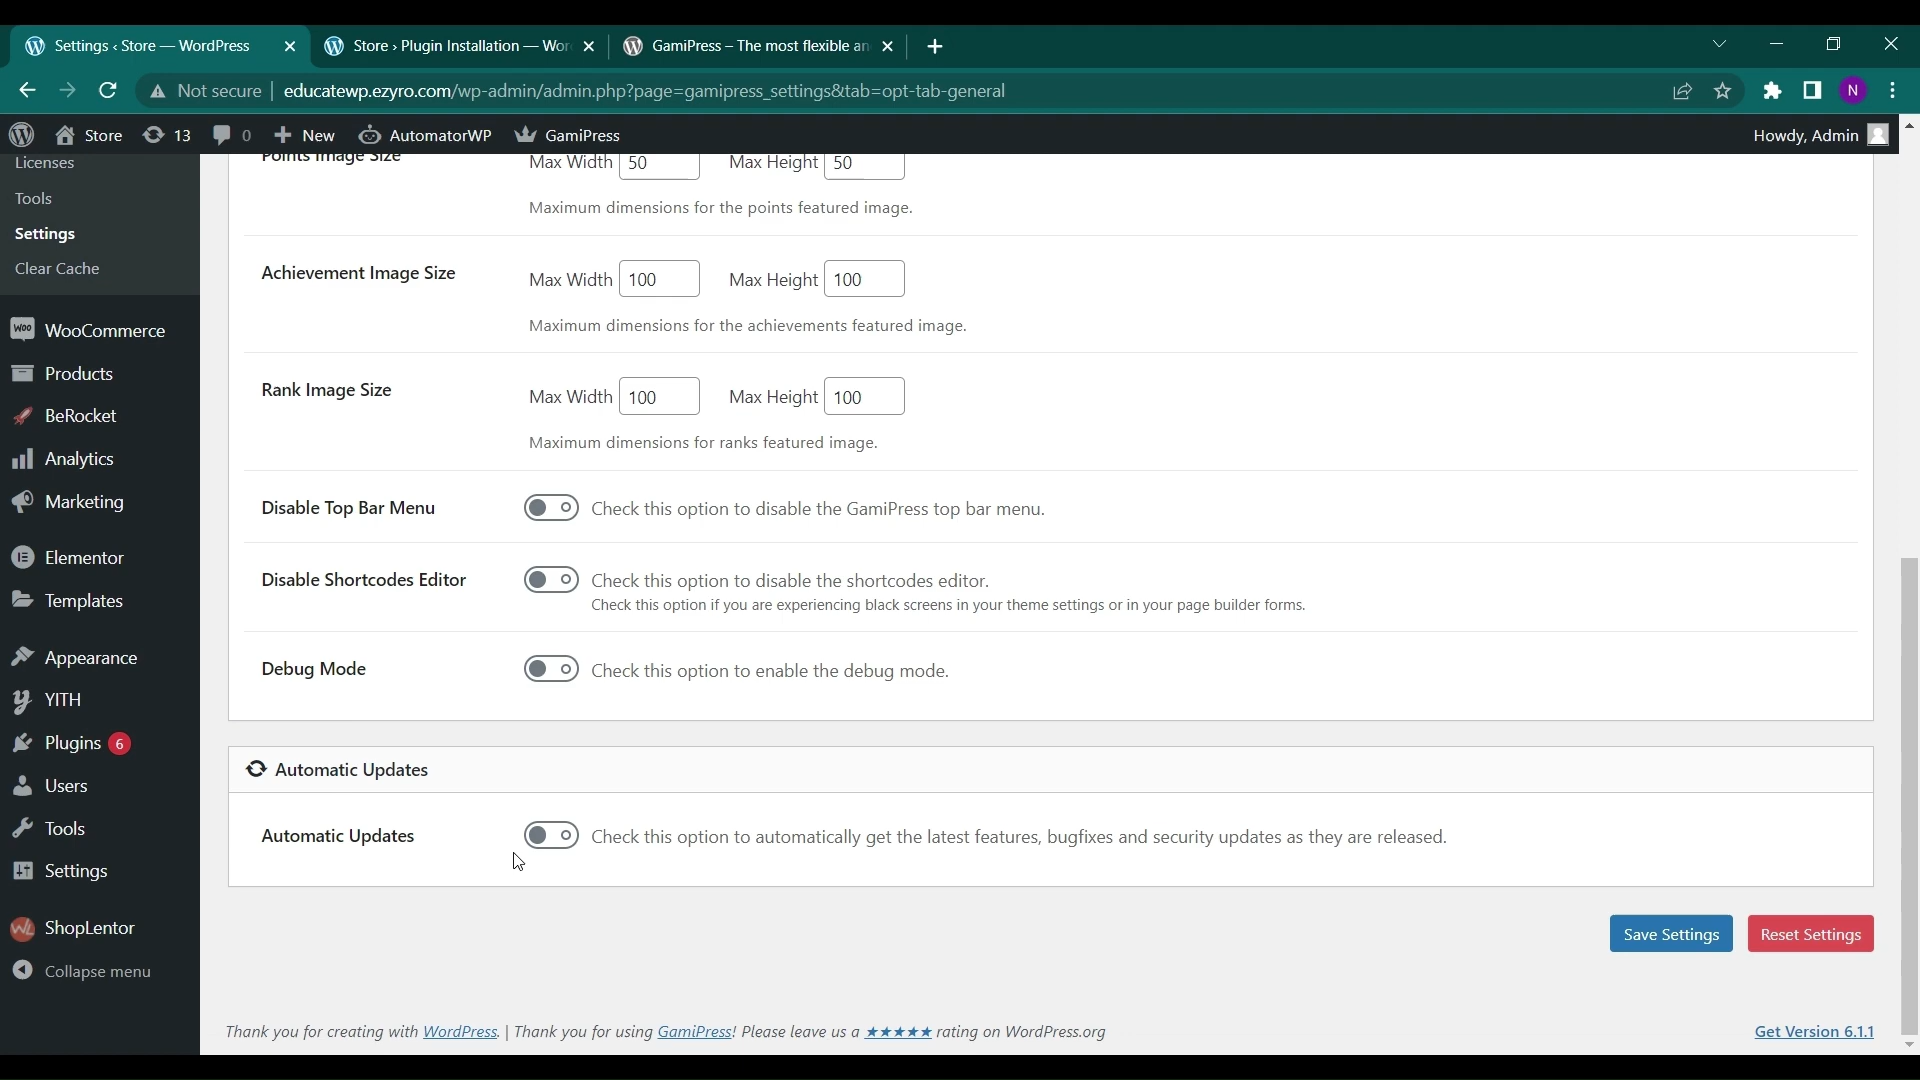 Settings ‹ Store — WordPress
Store › Plugin Installation — Wor
GamiPress – The most flexible an
Not secure
educatewp.ezyro.com/wp-admin/admin.php?page=gamipress_settings&tab=opt-tab-general
N
Store
13
0
New
AutomatorWP
GamiPress
Howdy, Admin
Licenses
Tools
Settings
Clear Cache
WooCommerce
Products
BeRocket
Analytics
Marketing
Elementor
Templates
Appearance
YITH
Plugins 6
Users
Tools
Settings
ShopLentor
Collapse menu
Points Image Size
Max Width 50 Max Height 50
Maximum dimensions for the points featured image.
Achievement Image Size
Max Width 100 Max Height 100
Maximum dimensions for the achievements featured image.
Rank Image Size
Max Width 100 Max Height 100
Maximum dimensions for ranks featured image.
Disable Top Bar Menu
Check this option to disable the GamiPress top bar menu.
Disable Shortcodes Editor
Check this option to disable the shortcodes editor.
Check this option if you are experiencing black screens in your theme settings or in your page builder forms.
Debug Mode
Check this option to enable the debug mode.
Automatic Updates
Automatic Updates
Check this option to automatically get the latest features, bugfixes and security updates as they are released.
Save Settings
Reset Settings
Thank you for creating with WordPress. | Thank you for using GamiPress! Please leave us a ★★★★★ rating on WordPress.org
Get Version 6.1.1